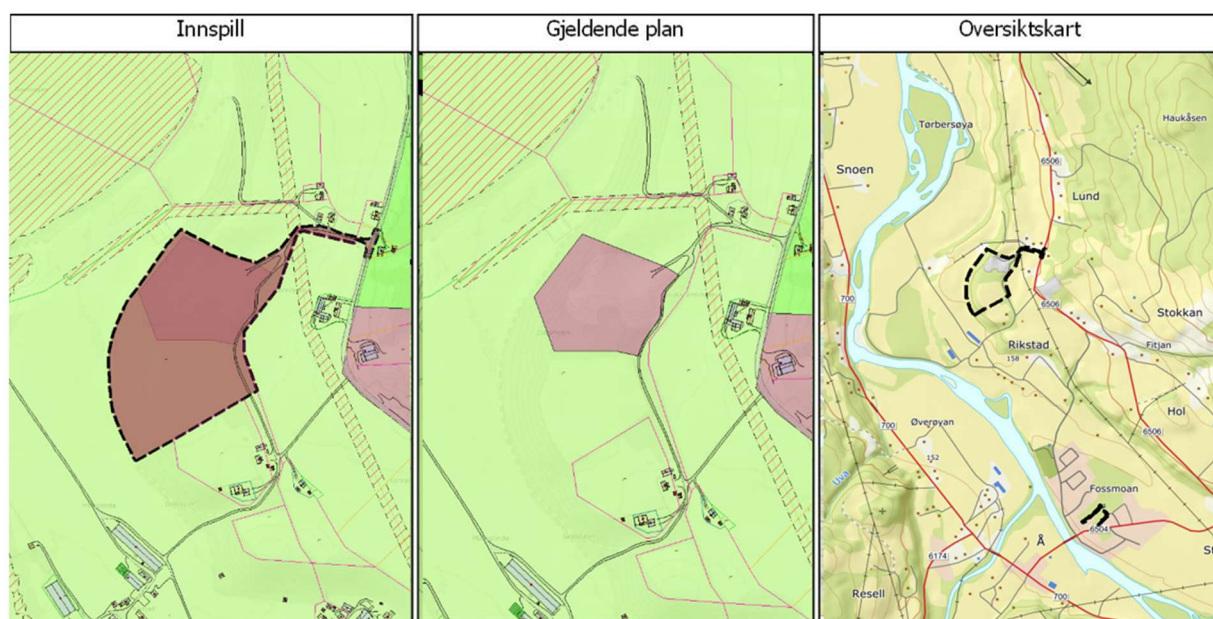 Innspill
Gjeldende plan
Oversiktskart
Tørbersøya
Haukåsen
Snoen
6506
Lund
700
6506
Stokkan
Rikstad
Fitjan
158
Hol
700
Øverøyan
6506
152
Uva
Fossmoan
6504
Å
6174
St
Resell
700